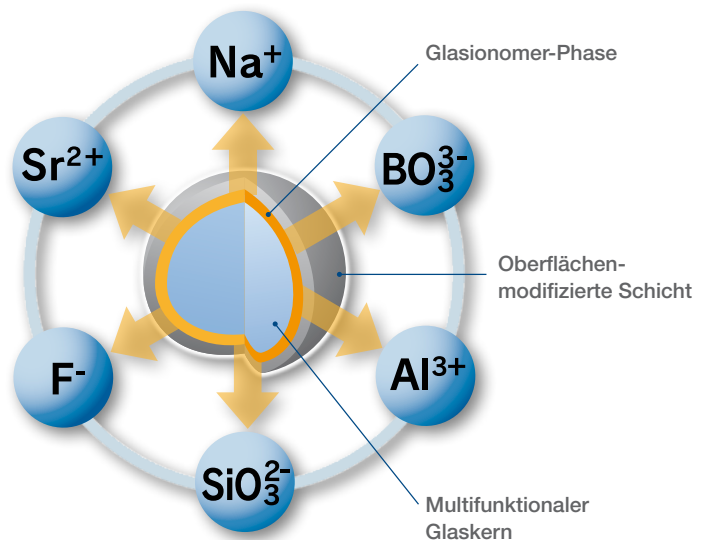 Na⁺
Glasionomer-Phase
Sr²⁺
BO₃³⁻
Oberflächen-
modifizierte Schicht
F⁻
Al³⁺
SiO₃²⁻
Multifunktionaler
Glaskern